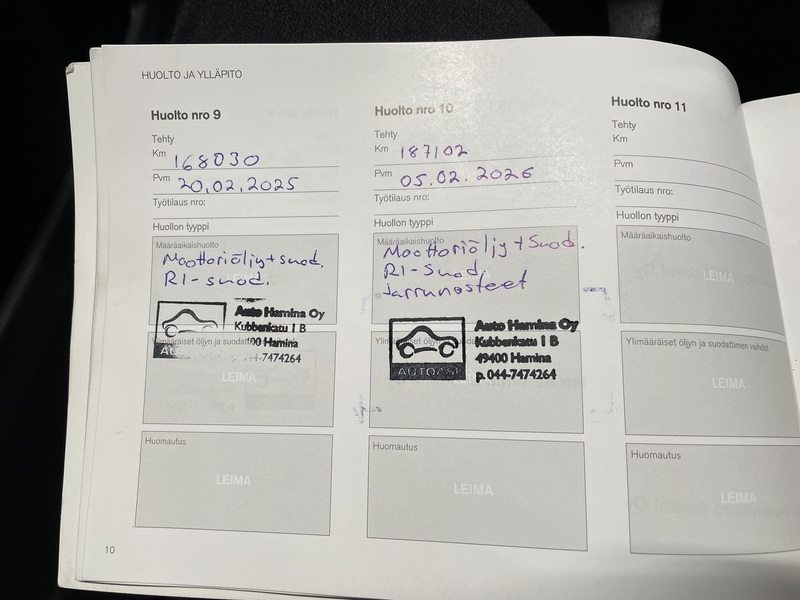 HUOLTO JA YLLÄPITO
Huolto nro 9
Tehty
Km 168030
Pvm 20.02.2025
Työtilaus nro:
Huollon tyyppi
Määräaikaishuolto
Moottoriöljy + suod.
RI - suod.
Auto Hamina Oy
Kubbenkatu 1 B
00 Hamina
-7474264
LEIMA
Huomautus
LEIMA
10
Huolto nro 10
Tehty
Km 187102
Pvm 05.02.2026
Työtilaus nro:
Huollon tyyppi
Määräaikaishuolto
Moottoriöljy + Suod.
RI - Suod.
Jarrunesteet
AUTOASI
Auto Hamina Oy
Kubbenkatu 1 B
49400 Hamina
p. 044-7474264
Huomautus
LEIMA
Huolto nro 11
Tehty
Km
Pvm
Työtilaus nro:
Huollon tyyppi
Määräaikaishuolto
LEIMA
Ylimääräiset öljyn ja suodattimen vaihdot
LEIMA
Huomautus
LEIMA